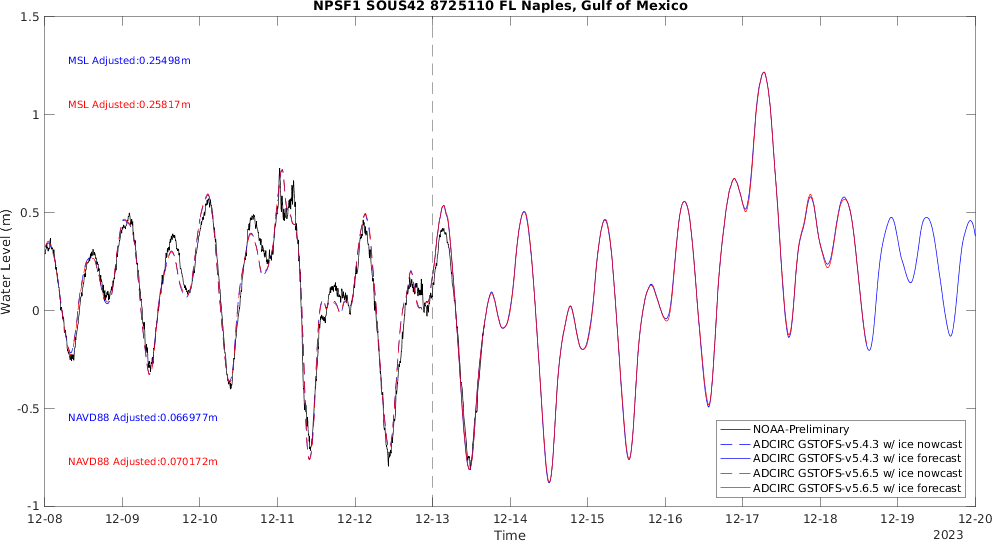 NPSF1 SOUS42 8725110 FL Naples, Gulf of Mexico
1.5
1
0.5
0
-0.5
-1
Water Level (m)
MSL Adjusted:0.25498m
MSL Adjusted:0.25817m
NAVD88 Adjusted:0.066977m
NAVD88 Adjusted:0.070172m
NOAA-Preliminary
ADCIRC GSTOFS-v5.4.3 w/ ice nowcast
ADCIRC GSTOFS-v5.4.3 w/ ice forecast
ADCIRC GSTOFS-v5.6.5 w/ ice nowcast
ADCIRC GSTOFS-v5.6.5 w/ ice forecast
12-08 12-09 12-10 12-11 12-12 12-13 12-14 12-15 12-16 12-17 12-18 12-19 12-20
Time
2023